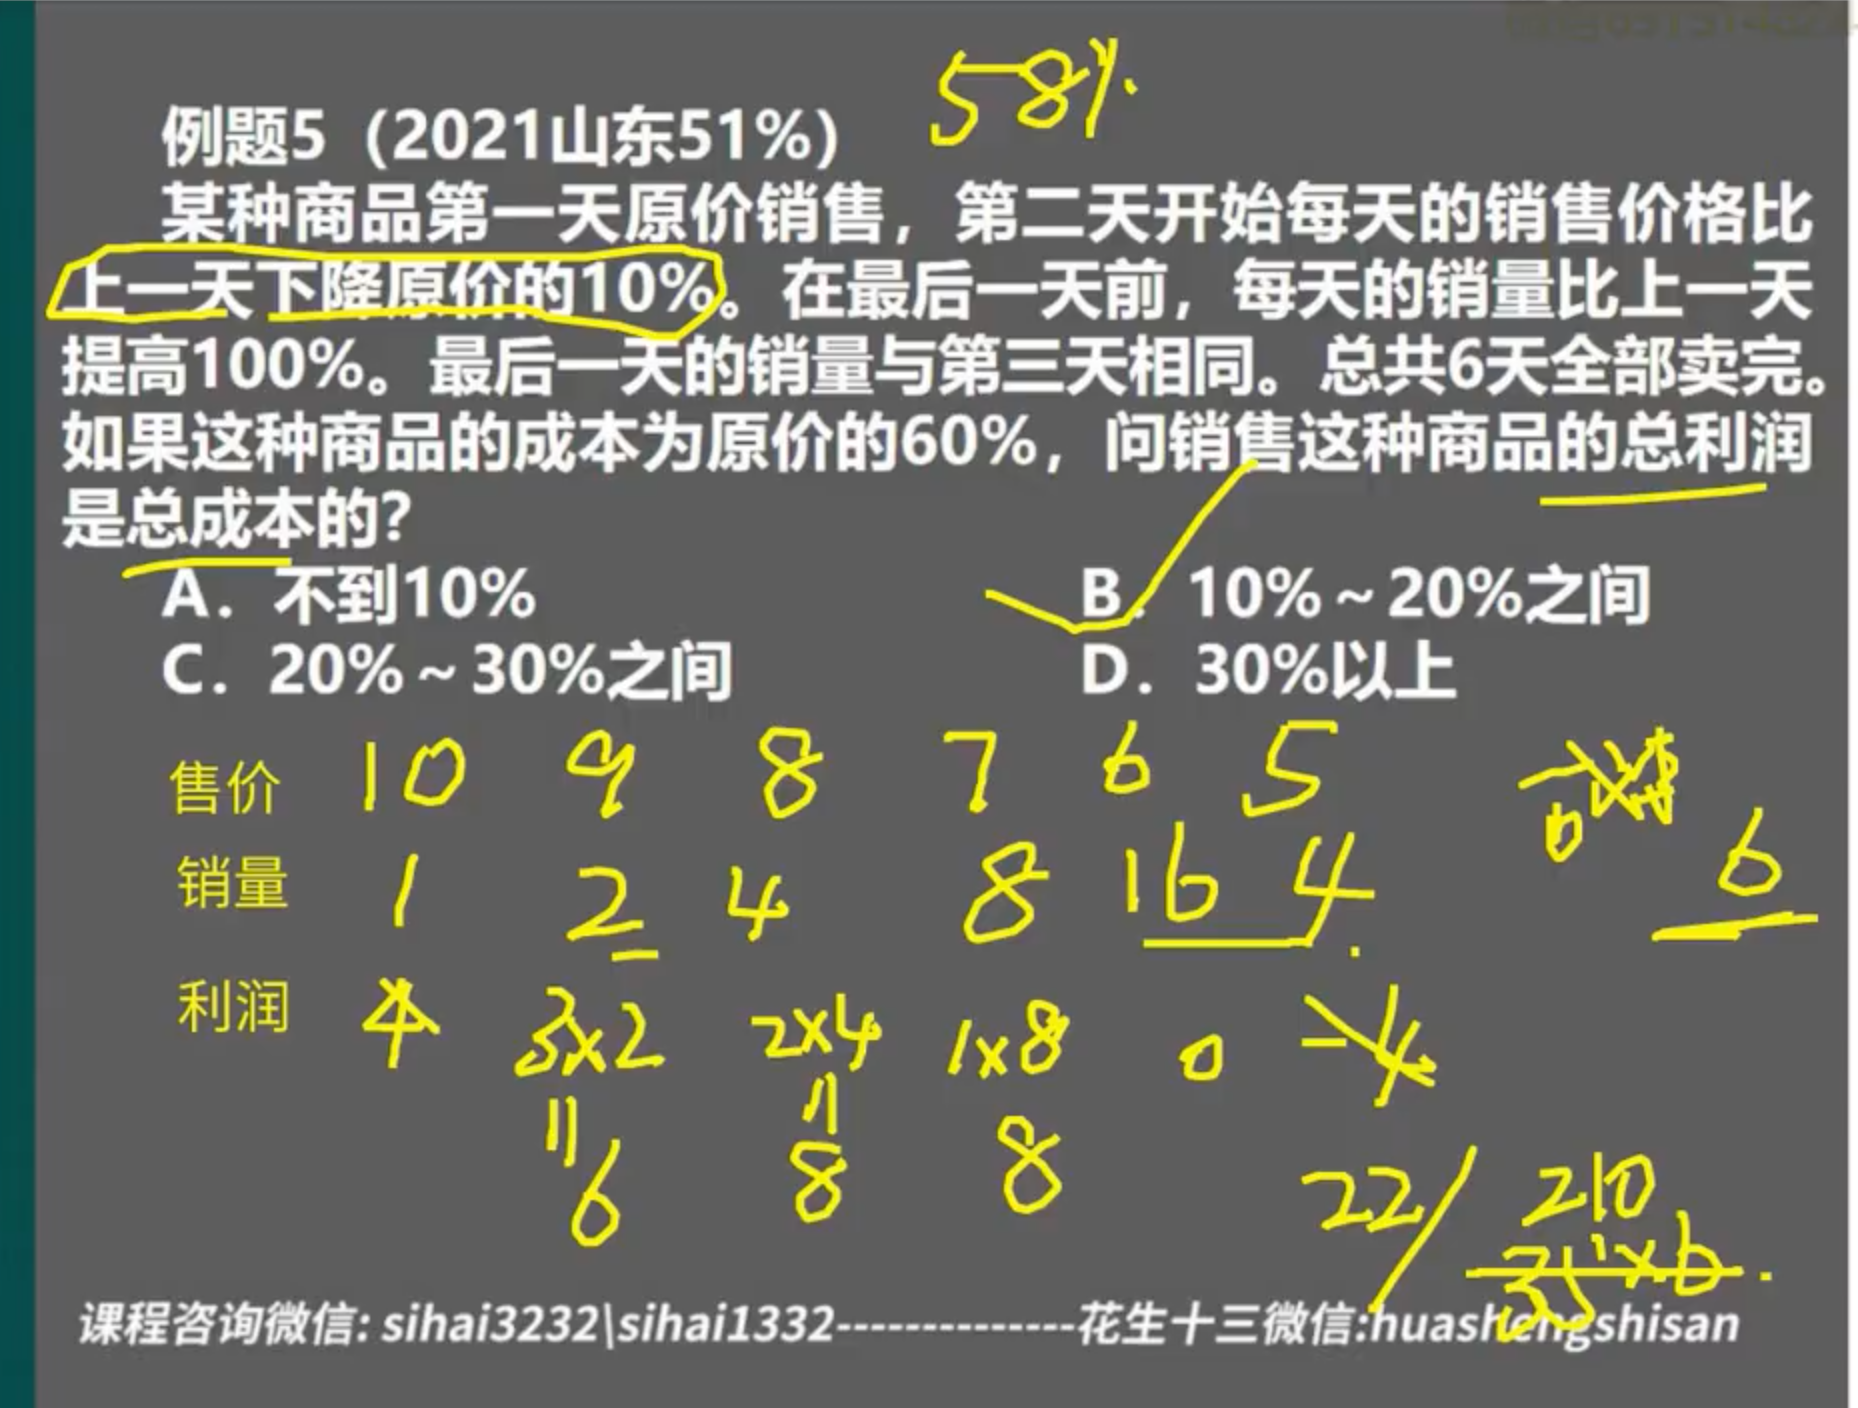 58%
例题5（2021山东51%）
某种商品第一天原价销售，第二天开始每天的销售价格比
上一天下降原价的10%。在最后一天前，每天的销量比上一天
提高100%。最后一天的销量与第三天相同。总共6天全部卖完。
如果这种商品的成本为原价的60%，问销售这种商品的总利润
是总成本的？
A. 不到10%
B. 10%～20%之间
C. 20%～30%之间
D. 30%以上
售价 10 9 8 7 6 5
销量 1 2 4 8 16 4
6
利润 4 3×2 2×4 1×8 0 -4
6 8 8
22/210
35×6
课程咨询微信: sihai3232\sihai1332--------------花生十三微信:huashengshisan